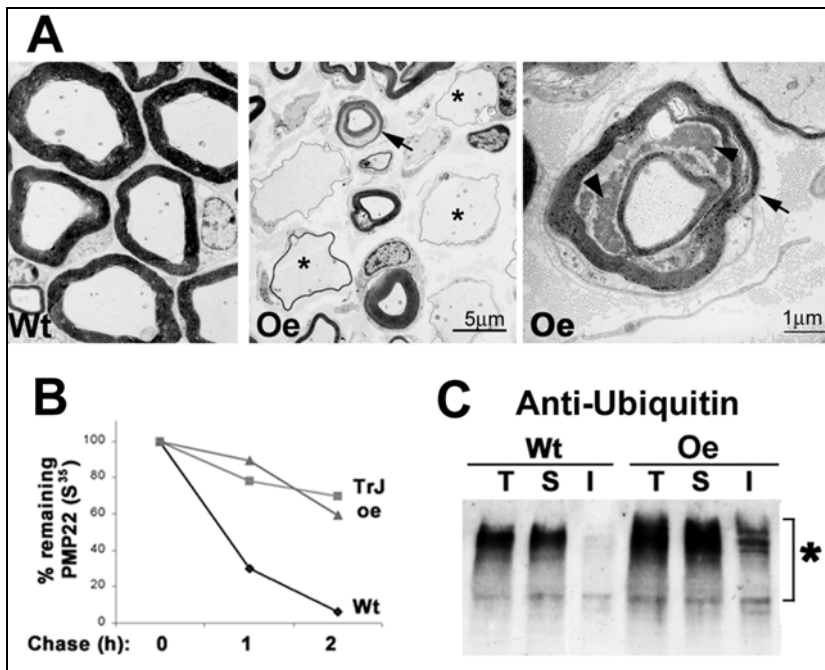 A
*
*
*
Wt
Oe
5µm
Oe
1µm
B
% remaining
PMP22 (S³⁵)
100
80
60
40
20
0
TrJ
oe
Wt
Chase (h): 0 1 2
C Anti-Ubiquitin
Wt Oe
T S I T S I
*